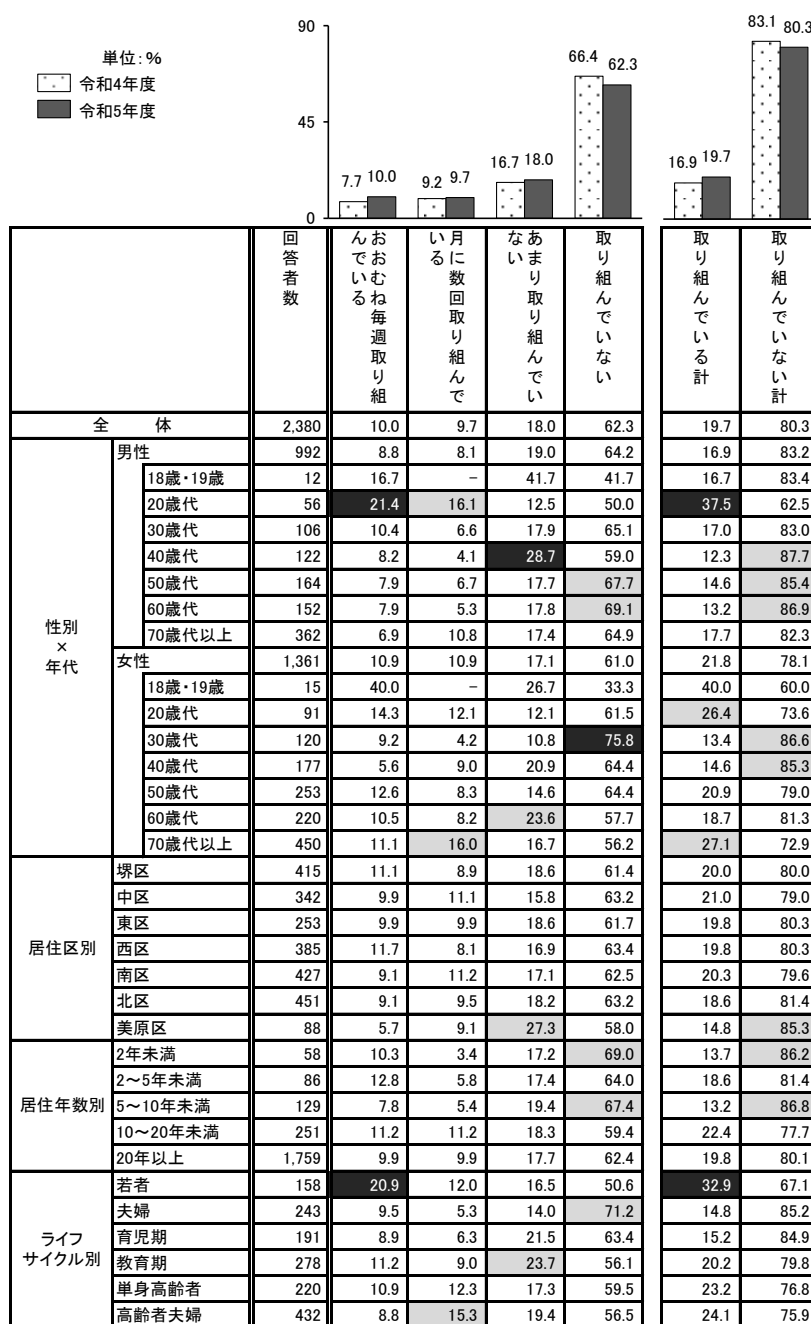 単位:%
令和4年度
令和5年度
90
45
0
7.7 10.0 9.2 9.7 16.7 18.0 66.4 62.3 16.9 19.7 83.1 80.3
回答者数
おおむね毎週取り組
んでいる
月に数回取り組んで
いる
あまり取り組んでい
ない
取り組んでいない
取り組んでいる計
取り組んでいない計
全 体 2,380 10.0 9.7 18.0 62.3 19.7 80.3
性別
×
年代
男性 992 8.8 8.1 19.0 64.2 16.9 83.2
18歳・19歳 12 16.7 − 41.7 41.7 16.7 83.4
20歳代 56 21.4 16.1 12.5 50.0 37.5 62.5
30歳代 106 10.4 6.6 17.9 65.1 17.0 83.0
40歳代 122 8.2 4.1 28.7 59.0 12.3 87.7
50歳代 164 7.9 6.7 17.7 67.7 14.6 85.4
60歳代 152 7.9 5.3 17.8 69.1 13.2 86.9
70歳代以上 362 6.9 10.8 17.4 64.9 17.7 82.3
女性 1,361 10.9 10.9 17.1 61.0 21.8 78.1
18歳・19歳 15 40.0 − 26.7 33.3 40.0 60.0
20歳代 91 14.3 12.1 12.1 61.5 26.4 73.6
30歳代 120 9.2 4.2 10.8 75.8 13.4 86.6
40歳代 177 5.6 9.0 20.9 64.4 14.6 85.3
50歳代 253 12.6 8.3 14.6 64.4 20.9 79.0
60歳代 220 10.5 8.2 23.6 57.7 18.7 81.3
70歳代以上 450 11.1 16.0 16.7 56.2 27.1 72.9
居住区別
堺区 415 11.1 8.9 18.6 61.4 20.0 80.0
中区 342 9.9 11.1 15.8 63.2 21.0 79.0
東区 253 9.9 9.9 18.6 61.7 19.8 80.3
西区 385 11.7 8.1 16.9 63.4 19.8 80.3
南区 427 9.1 11.2 17.1 62.5 20.3 79.6
北区 451 9.1 9.5 18.2 63.2 18.6 81.4
美原区 88 5.7 9.1 27.3 58.0 14.8 85.3
居住年数別
2年未満 58 10.3 3.4 17.2 69.0 13.7 86.2
2～5年未満 86 12.8 5.8 17.4 64.0 18.6 81.4
5～10年未満 129 7.8 5.4 19.4 67.4 13.2 86.8
10～20年未満 251 11.2 11.2 18.3 59.4 22.4 77.7
20年以上 1,759 9.9 9.9 17.7 62.4 19.8 80.1
ライフ
サイクル別
若者 158 20.9 12.0 16.5 50.6 32.9 67.1
夫婦 243 9.5 5.3 14.0 71.2 14.8 85.2
育児期 191 8.9 6.3 21.5 63.4 15.2 84.9
教育期 278 11.2 9.0 23.7 56.1 20.2 79.8
単身高齢者 220 10.9 12.3 17.3 59.5 23.2 76.8
高齢者夫婦 432 8.8 15.3 19.4 56.5 24.1 75.9